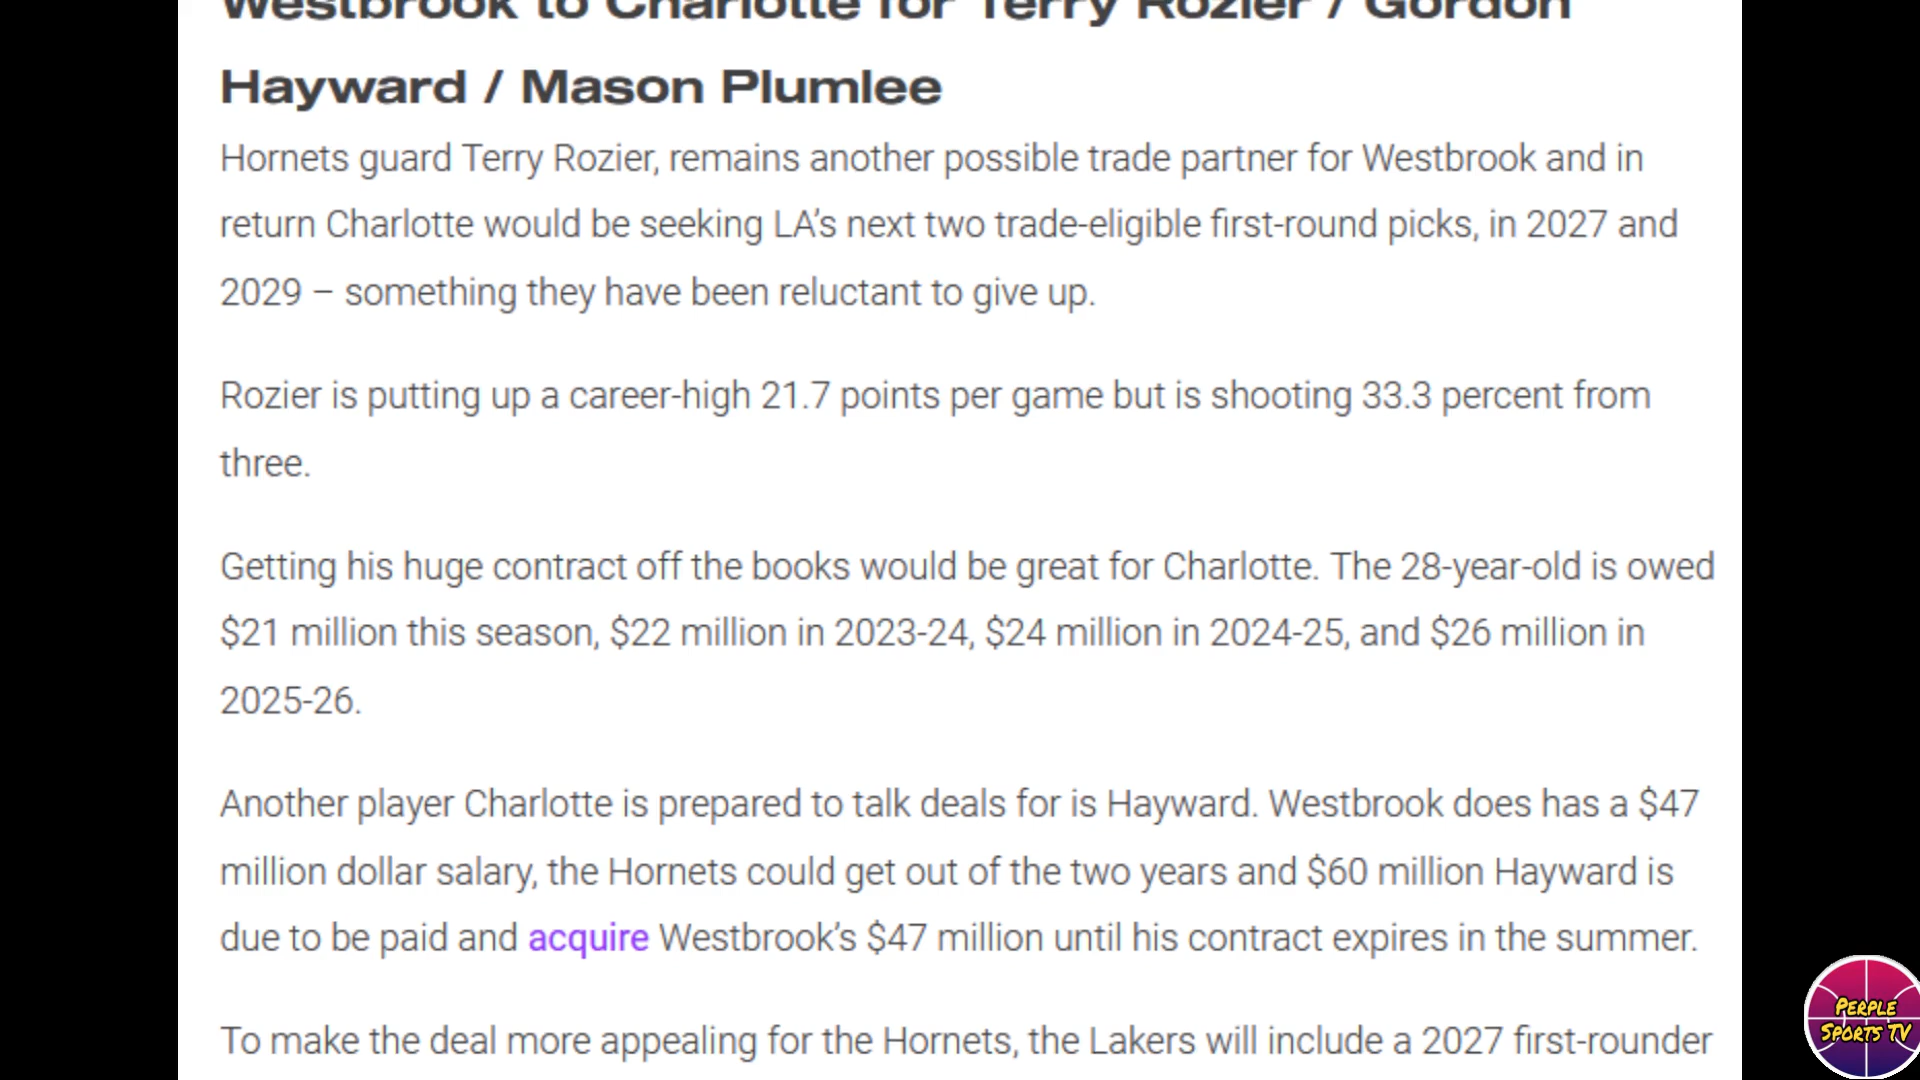 Westbrook to Charlotte for Terry Rozier / Gordon
Hayward / Mason Plumlee
Hornets guard Terry Rozier, remains another possible trade partner for Westbrook and in
return Charlotte would be seeking LA’s next two trade-eligible first-round picks, in 2027 and
2029 – something they have been reluctant to give up.
Rozier is putting up a career-high 21.7 points per game but is shooting 33.3 percent from
three.
Getting his huge contract off the books would be great for Charlotte. The 28-year-old is owed
$21 million this season, $22 million in 2023-24, $24 million in 2024-25, and $26 million in
2025-26.
Another player Charlotte is prepared to talk deals for is Hayward. Westbrook does has a $47
million dollar salary, the Hornets could get out of the two years and $60 million Hayward is
due to be paid and acquire Westbrook’s $47 million until his contract expires in the summer.
To make the deal more appealing for the Hornets, the Lakers will include a 2027 first-rounder
PERPLE
SPORTS TV